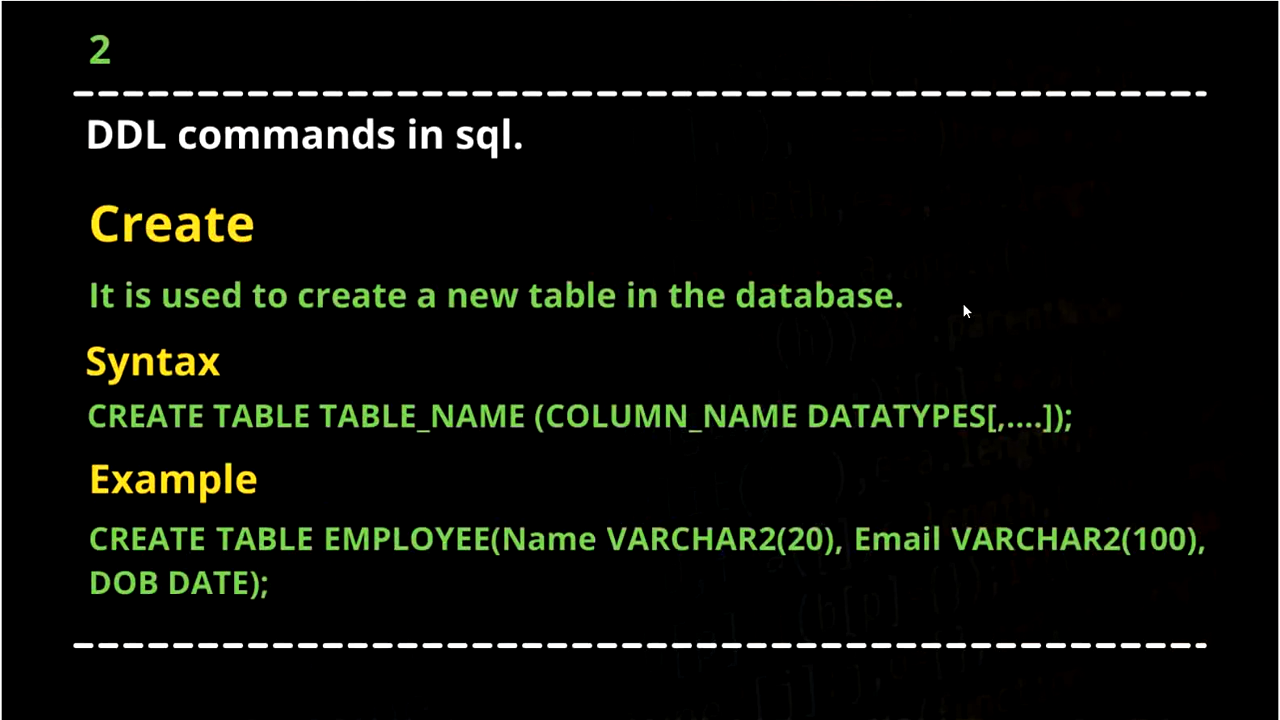 2
DDL commands in sql.
Create
It is used to create a new table in the database.
Syntax
CREATE TABLE TABLE_NAME (COLUMN_NAME DATATYPES[,....]);
Example
CREATE TABLE EMPLOYEE(Name VARCHAR2(20), Email VARCHAR2(100),
DOB DATE);